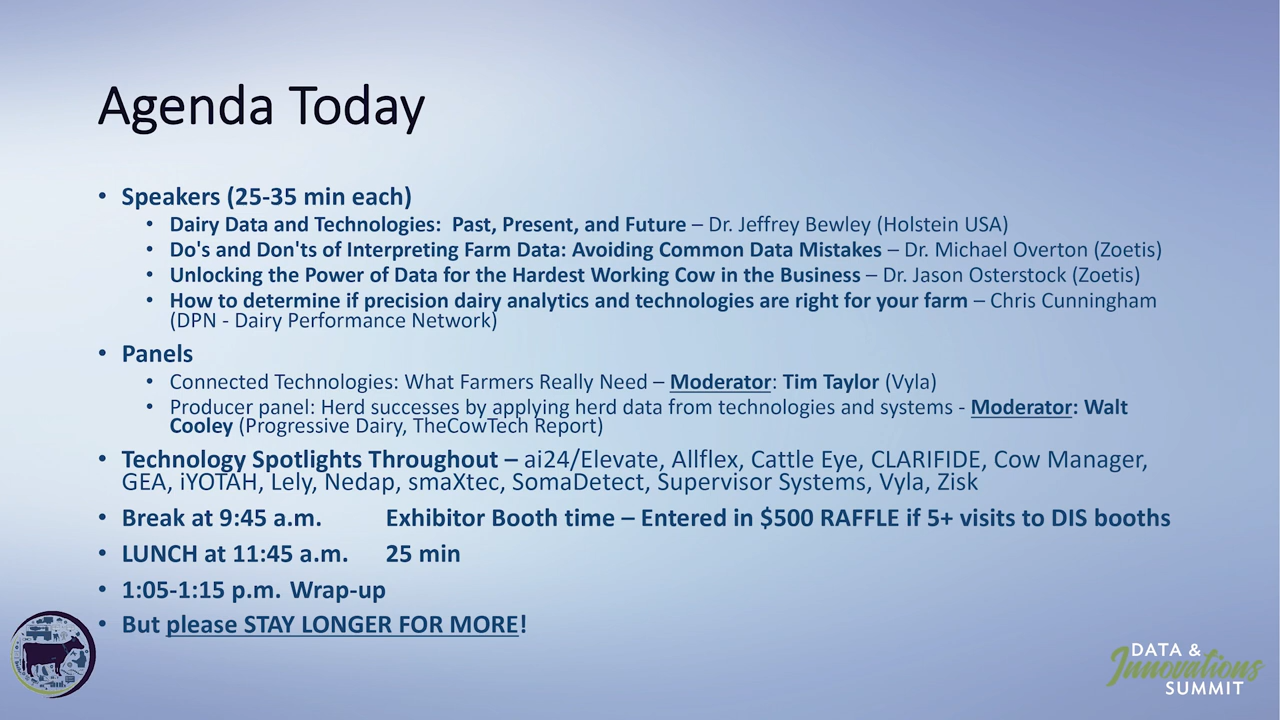 Agenda Today
• Speakers (25-35 min each)
• Dairy Data and Technologies:  Past, Present, and Future – Dr. Jeffrey Bewley (Holstein USA)
• Do's and Don'ts of Interpreting Farm Data: Avoiding Common Data Mistakes – Dr. Michael Overton (Zoetis)
• Unlocking the Power of Data for the Hardest Working Cow in the Business – Dr. Jason Osterstock (Zoetis)
• How to determine if precision dairy analytics and technologies are right for your farm – Chris Cunningham
(DPN - Dairy Performance Network)
• Panels
• Connected Technologies: What Farmers Really Need – Moderator: Tim Taylor (Vyla)
• Producer panel: Herd successes by applying herd data from technologies and systems - Moderator: Walt
Cooley (Progressive Dairy, TheCowTech Report)
• Technology Spotlights Throughout – ai24/Elevate, Allflex, Cattle Eye, CLARIFIDE, Cow Manager,
GEA, iYOTAH, Lely, Nedap, smaXtec, SomaDetect, Supervisor Systems, Vyla, Zisk
• Break at 9:45 a.m. Exhibitor Booth time – Entered in $500 RAFFLE if 5+ visits to DIS booths
• LUNCH at 11:45 a.m. 25 min
• 1:05-1:15 p.m. Wrap-up
• But please STAY LONGER FOR MORE!
DATA &
Innovations
SUMMIT